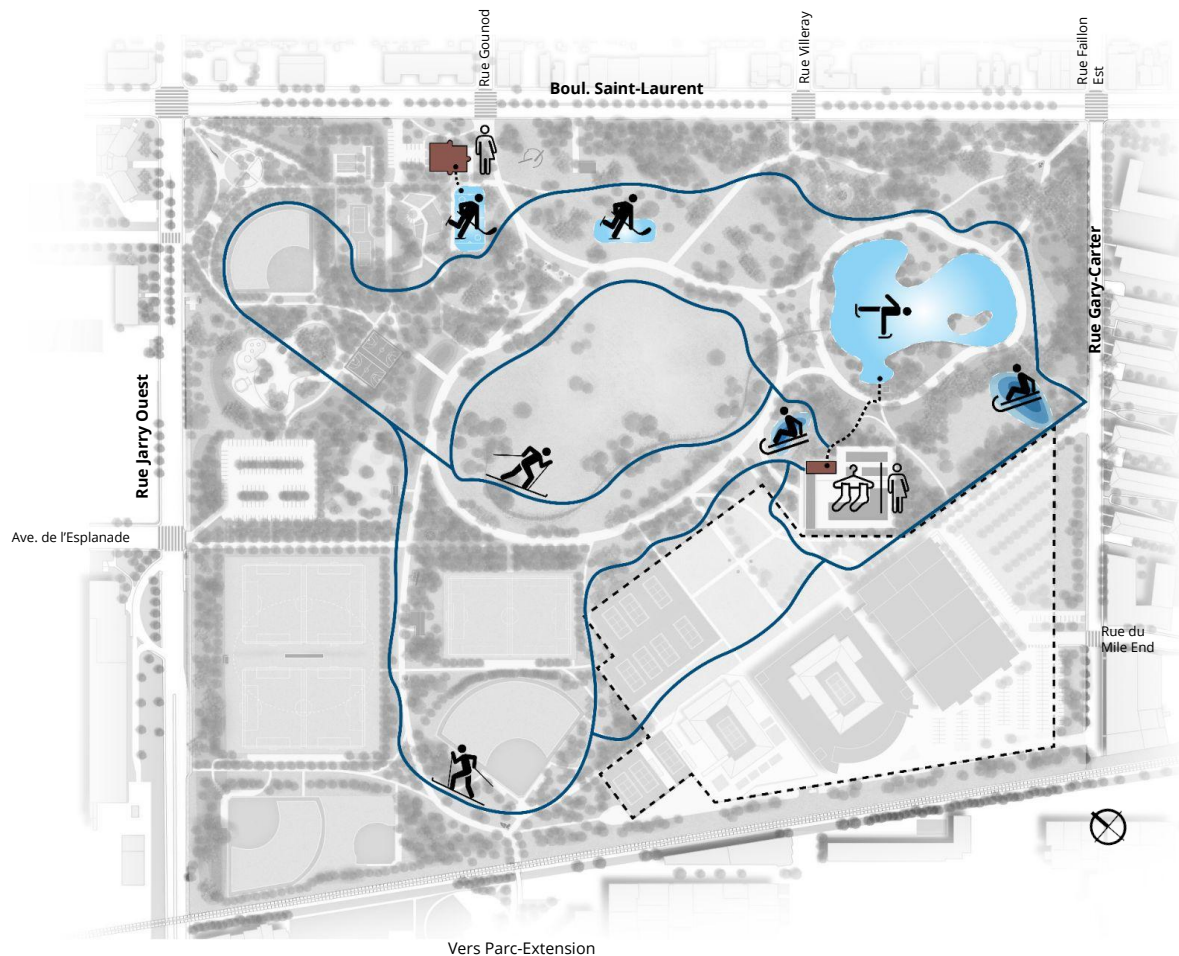 Rue Gounod
Rue Villeray
Rue Faillon
Est
Boul. Saint-Laurent
Rue Gary-Carter
Rue Jarry Ouest
Ave. de l’Esplanade
Rue du
Mile End
Vers Parc-Extension